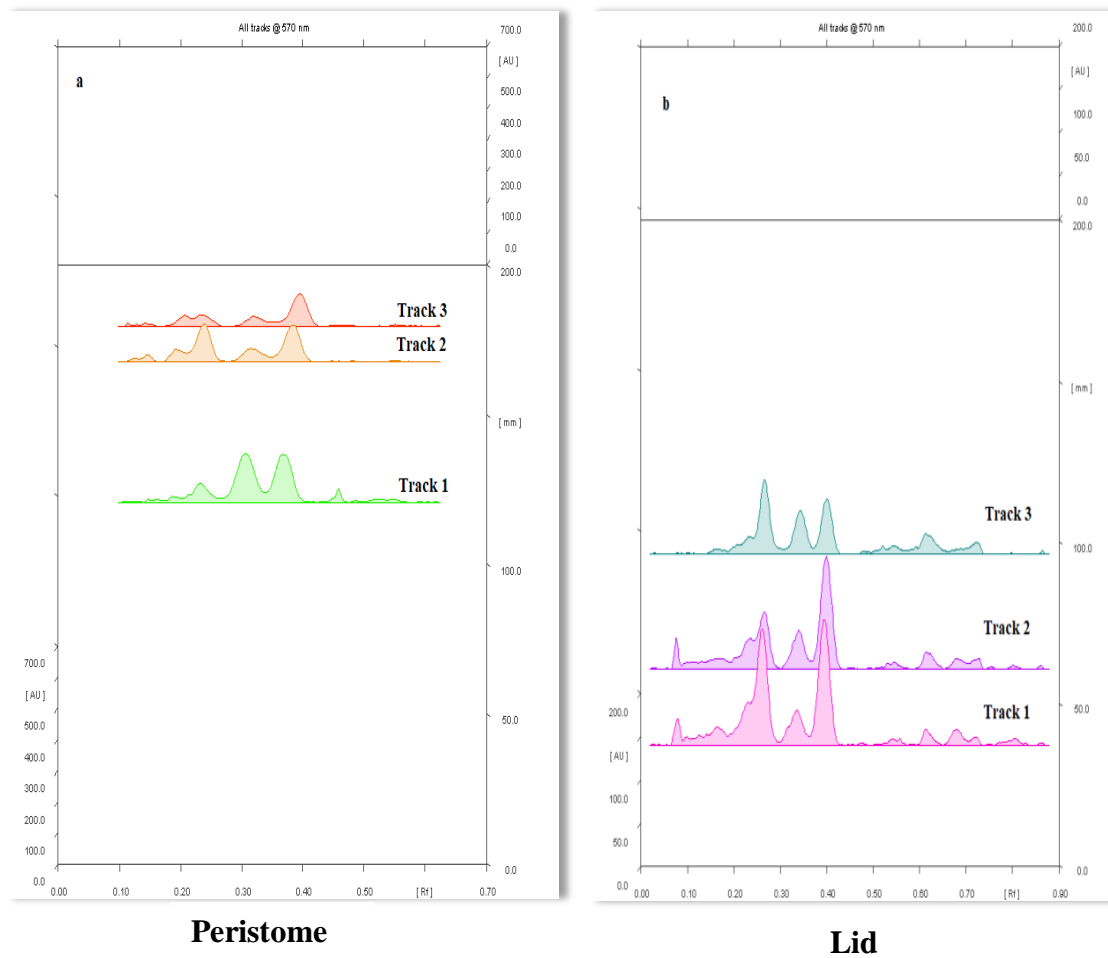 All tracks @ 570 nm
700.0
[ AU ]
a
500.0
400.0
300.0
200.0
100.0
0.0
200.0
Track 3
Track 2
[ mm ]
Track 1
100.0
700.0
[ AU ]
50.0
500.0
400.0
300.0
200.0
100.0
0.0
0.0
0.00 0.10 0.20 0.30 0.40 0.50 [ Rf ] 0.70
Peristome
All tracks @ 570 nm
200.0
[ AU ]
b
100.0
50.0
0.0
200.0
[ mm ]
Track 3
100.0
Track 2
Track 1
200.0
50.0
[ AU ]
100.0
50.0
0.0
0.0
0.00 0.10 0.20 0.30 0.40 0.50 0.60 0.70 [ Rf ] 0.90
Lid